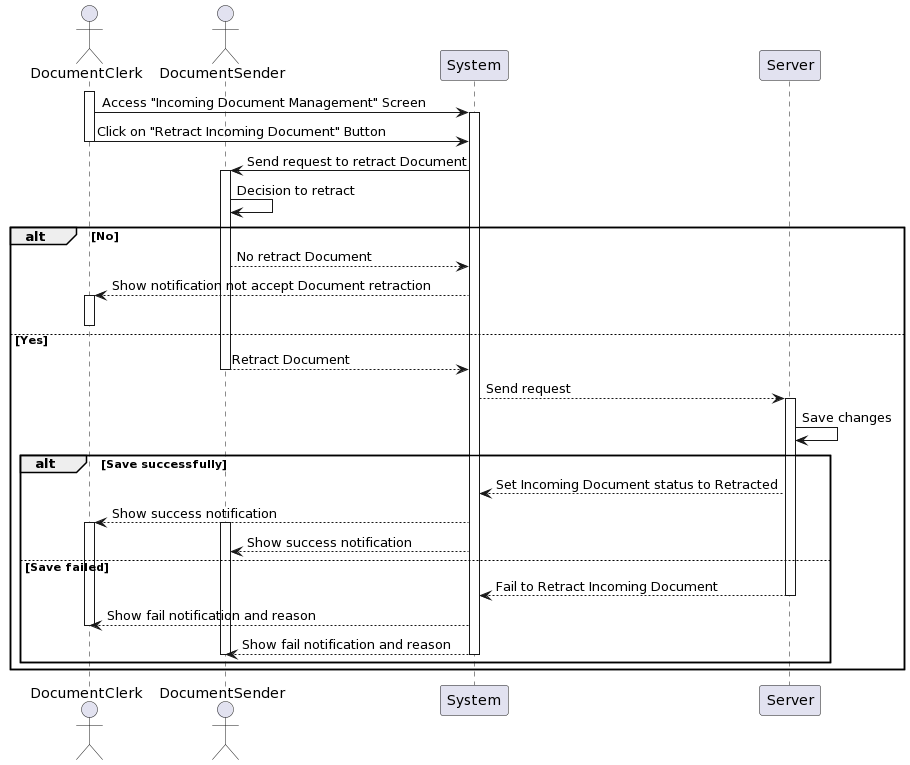 DocumentClerk DocumentSender System Server
Access "Incoming Document Management" Screen
Click on "Retract Incoming Document" Button
Send request to retract Document
Decision to retract
alt [No]
No retract Document
Show notification not accept Document retraction
[Yes]
Retract Document
Send request
Save changes
alt [Save successfully]
Set Incoming Document status to Retracted
Show success notification
Show success notification
[Save failed]
Fail to Retract Incoming Document
Show fail notification and reason
Show fail notification and reason
DocumentClerk DocumentSender System Server